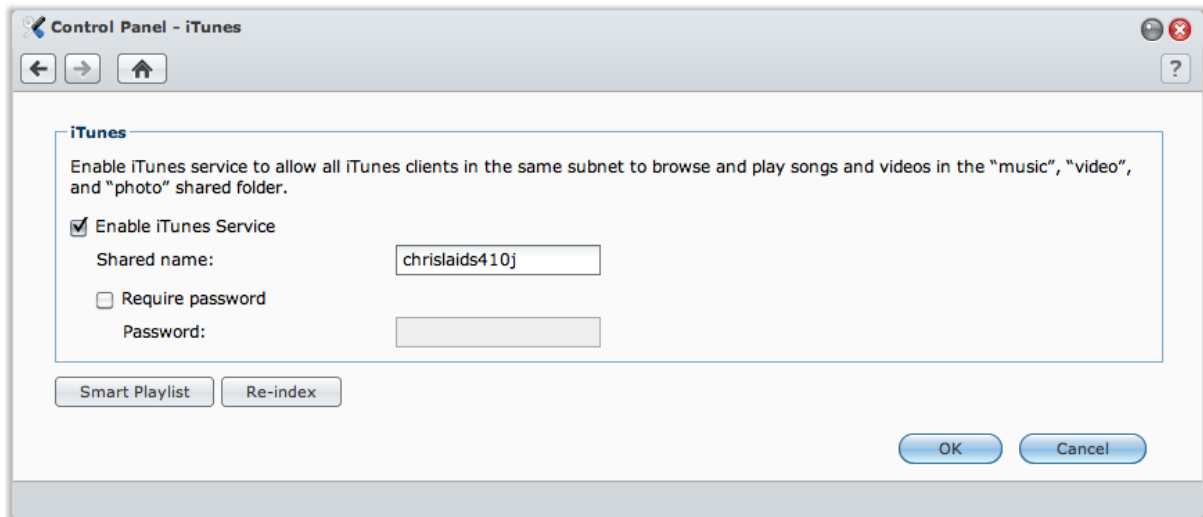 Control Panel - iTunes
?
iTunes
Enable iTunes service to allow all iTunes clients in the same subnet to browse and play songs and videos in the “music”, “video”,
and “photo” shared folder.
Enable iTunes Service
Shared name: chrislaids410j
Require password
Password:
Smart Playlist Re-index
OK Cancel